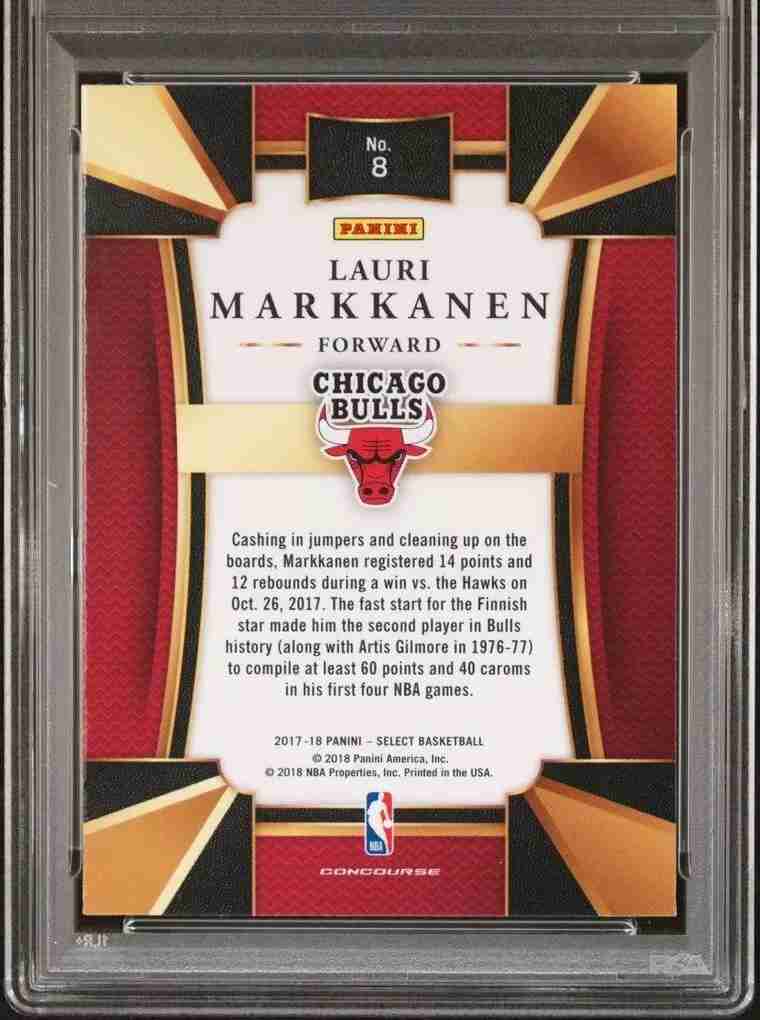 No.
8
PANINI
LAURI
MARKKANEN
FORWARD
CHICAGO
BULLS
Cashing in jumpers and cleaning up on the
boards, Markkanen registered 14 points and
12 rebounds during a win vs. the Hawks on
Oct. 26, 2017. The fast start for the Finnish
star made him the second player in Bulls
history (along with Artis Gilmore in 1976-77)
to compile at least 60 points and 40 caroms
in his first four NBA games.
2017-18 PANINI – SELECT BASKETBALL
© 2018 Panini America, Inc.
© 2018 NBA Properties, Inc. Printed in the USA.
NBA
CONCOURSE